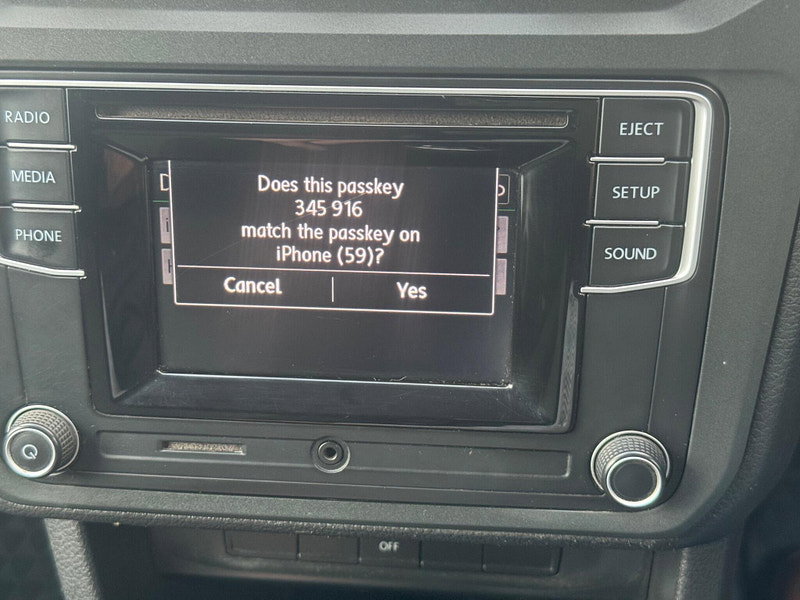 RADIO
MEDIA
PHONE
Does this passkey
345 916
match the passkey on
iPhone (59)?
Cancel
Yes
EJECT
SETUP
SOUND
OFF